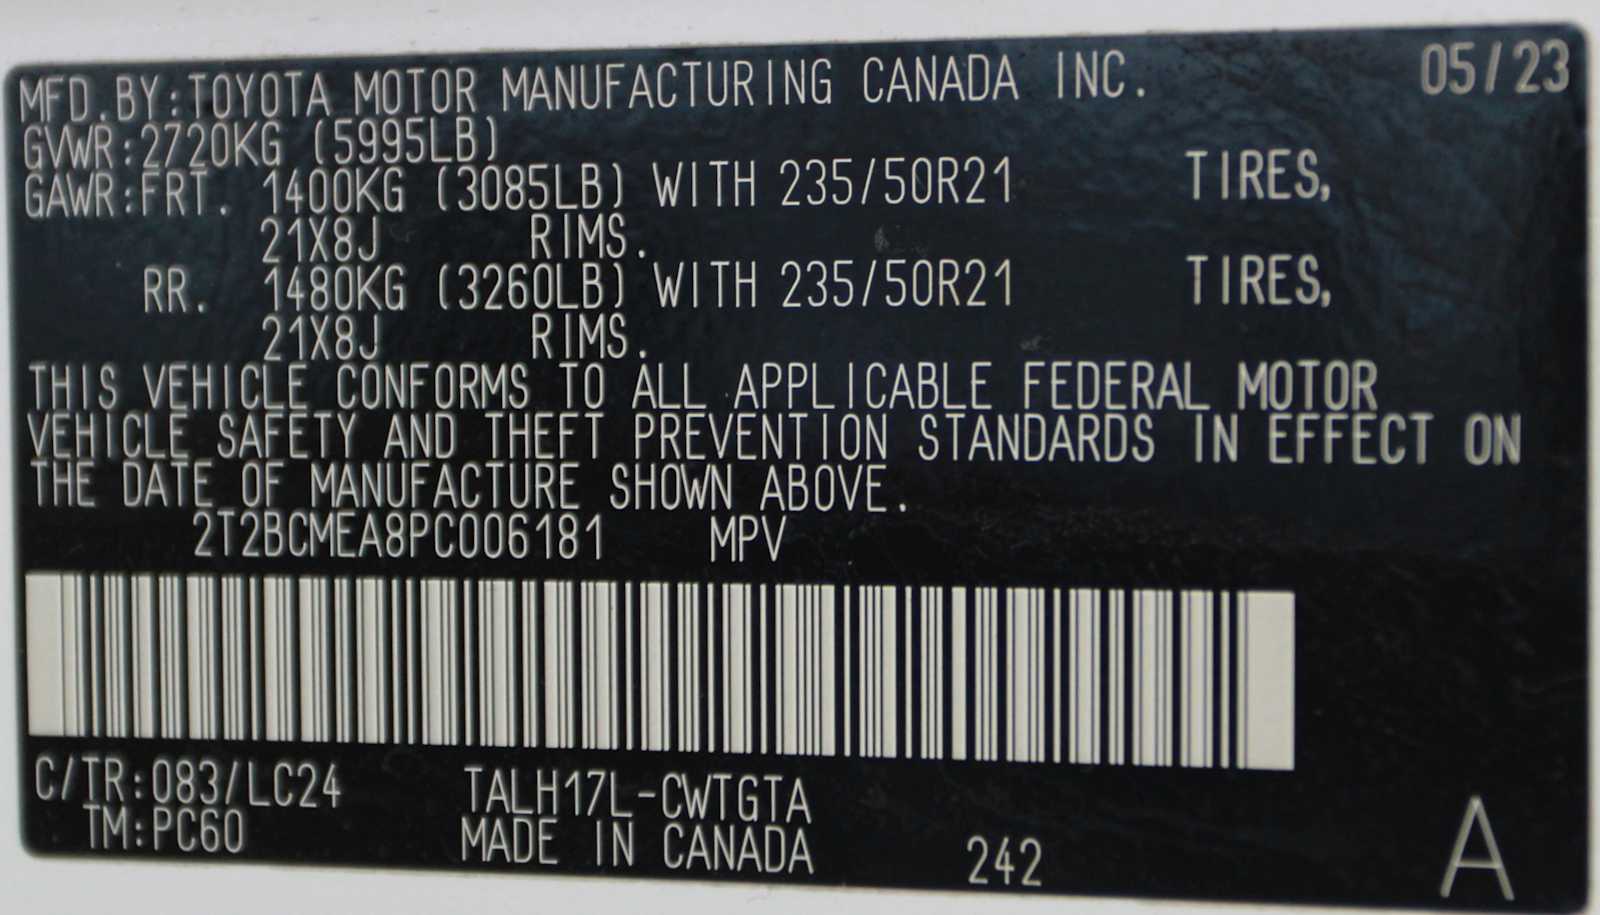 MFD.BY:TOYOTA MOTOR MANUFACTURING CANADA INC. 05/23
GVWR:2720KG (5995LB)
GAWR:FRT. 1400KG (3085LB) WITH 235/50R21 TIRES,
21X8J RIMS.
RR. 1480KG (3260LB) WITH 235/50R21 TIRES,
21X8J RIMS.
THIS VEHICLE CONFORMS TO ALL APPLICABLE FEDERAL MOTOR
VEHICLE SAFETY AND THEFT PREVENTION STANDARDS IN EFFECT ON
THE DATE OF MANUFACTURE SHOWN ABOVE.
2T2BCMEA8PC006181 MPV
C/TR:083/LC24 TALH17L-CWTGTA
TM:PC60 MADE IN CANADA 242 A